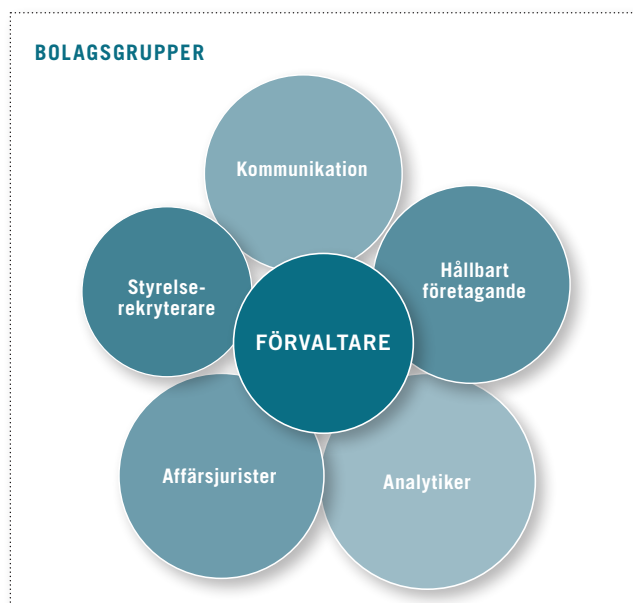 BOLAGSGRUPPER
Kommunikation
Hållbart
företagande
Styrelse-
rekryterare
FÖRVALTARE
Affärsjurister
Analytiker